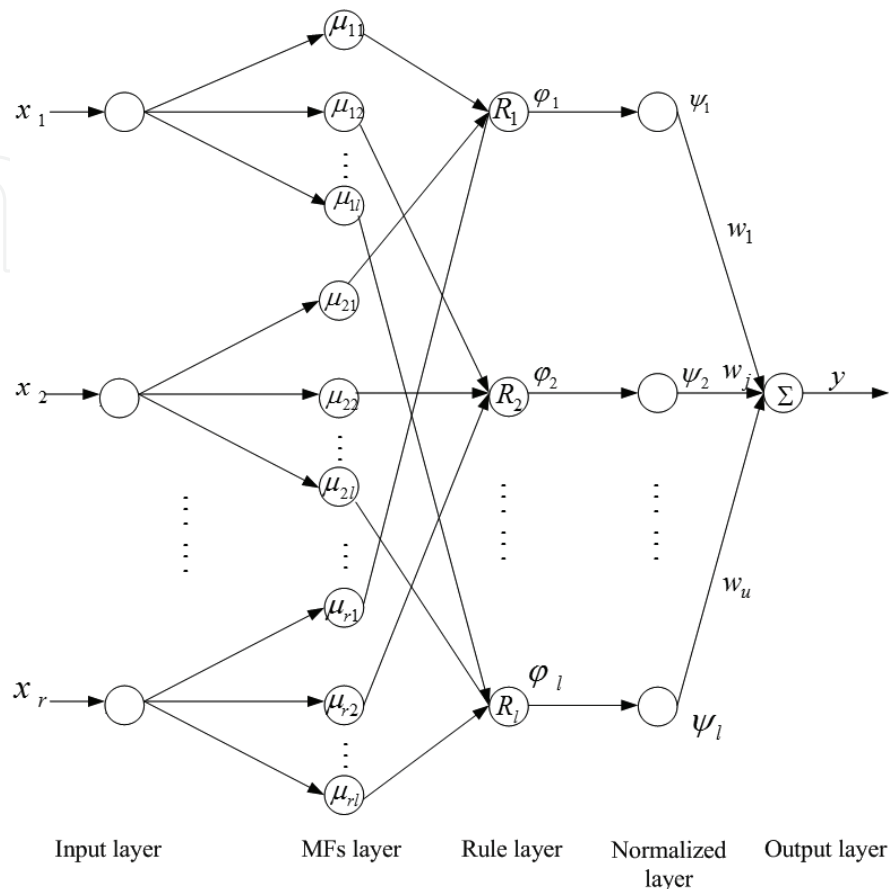 μ11
x 1
μ12
R1
φ1
ψ1
μ1l
w1
μ21
x 2
μ22
R2
φ2
ψ2
wj
Σ
y
μ2l
μr1
wu
x r
μr2
Rl
φ l
ψl
μrl
Input layer
MFs layer
Rule layer
Normalized
layer
Output layer